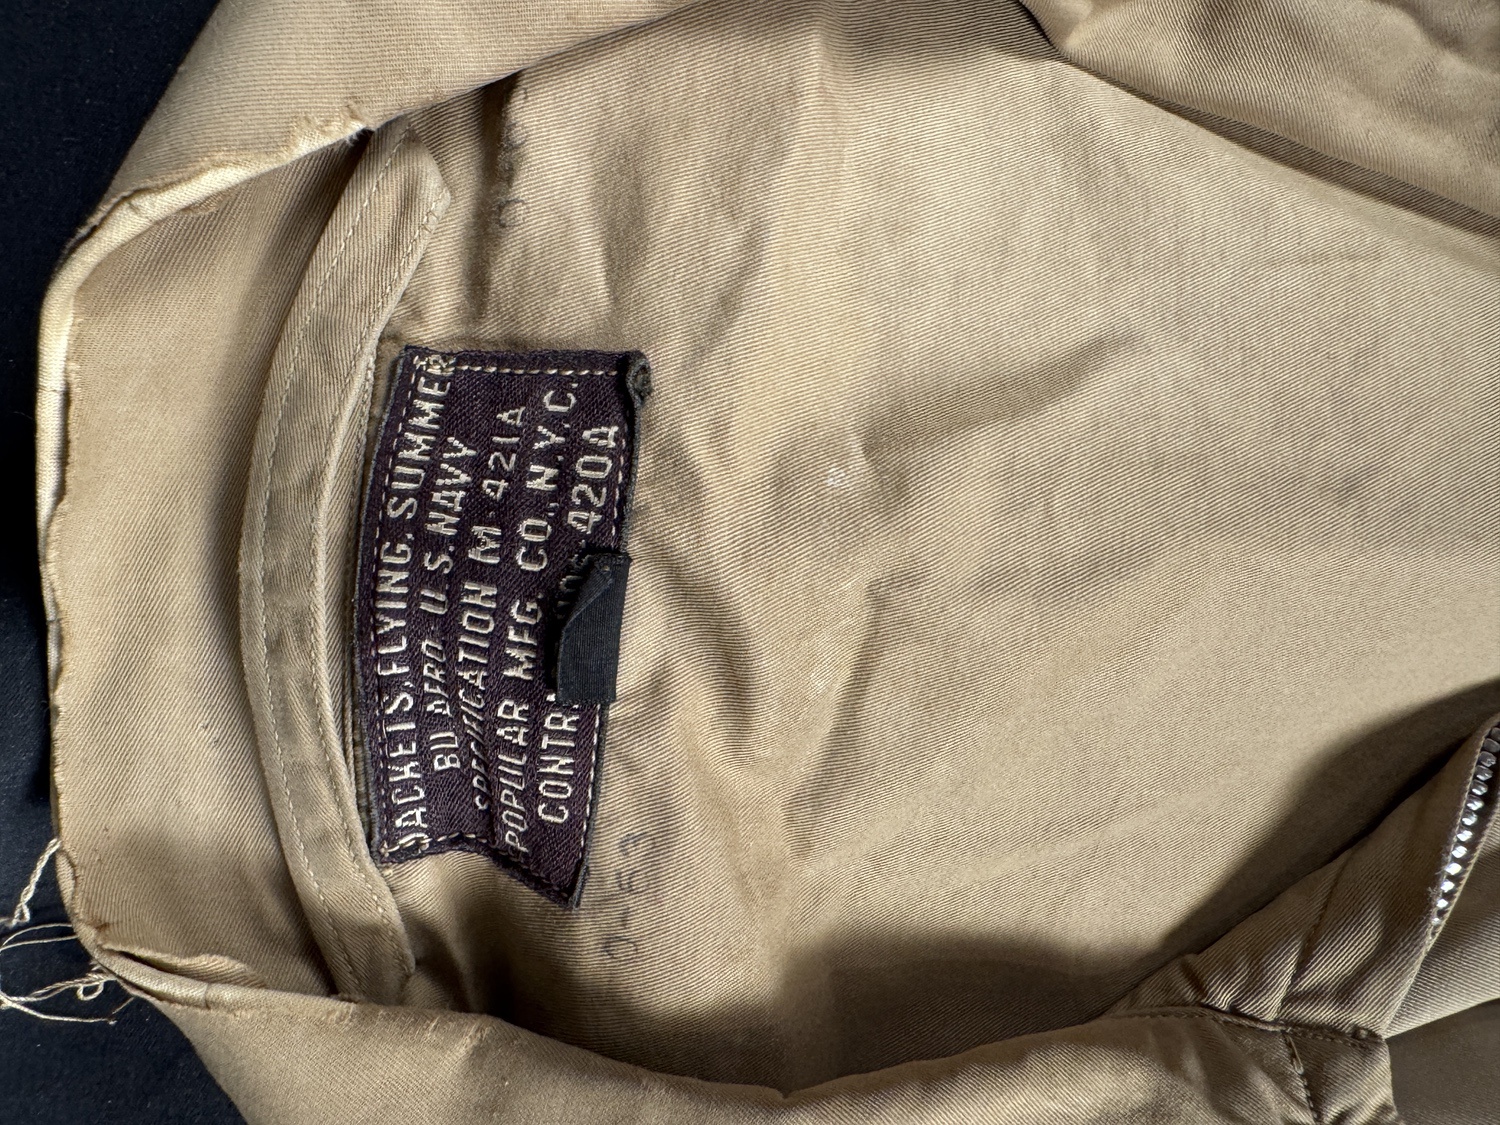 JACKETS, FLYING, SUMMER
BU AERO U.S. NAVY
SPECIFICATION M-421A
POPULAR MFG. CO., N.Y.C.
CONTR 420A